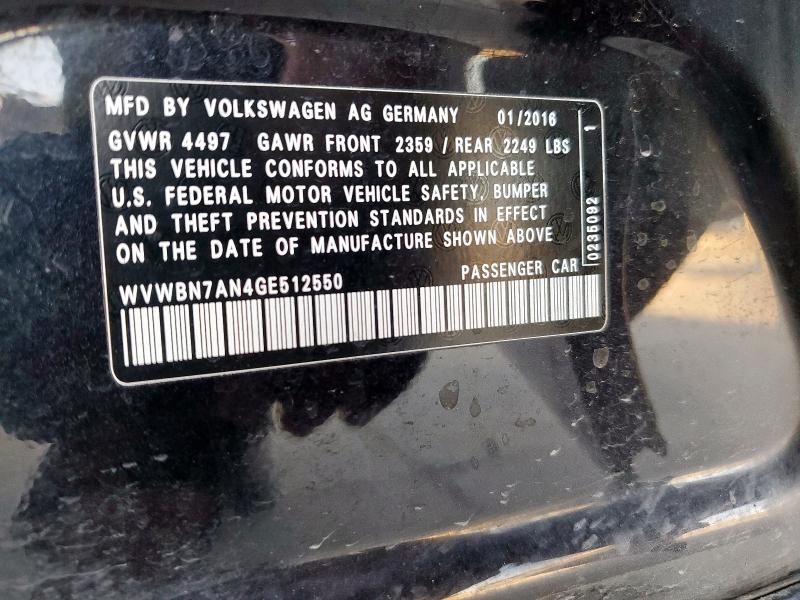 MFD BY VOLKSWAGEN AG GERMANY 01/2016
GVWR 4497 GAWR FRONT 2359 / REAR 2249 LBS
THIS VEHICLE CONFORMS TO ALL APPLICABLE
U.S. FEDERAL MOTOR VEHICLE SAFETY, BUMPER
AND THEFT PREVENTION STANDARDS IN EFFECT
ON THE DATE OF MANUFACTURE SHOWN ABOVE
WVWBN7AN4GE512550 PASSENGER CAR
0235092 1